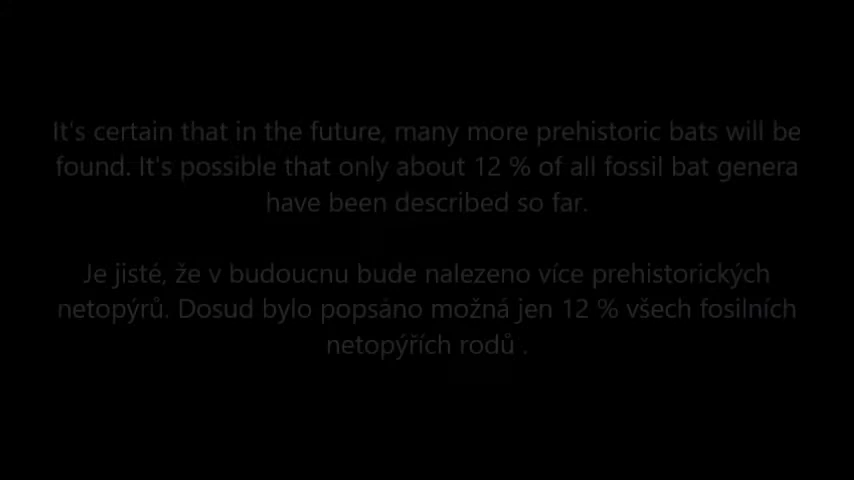 It's certain that in the future, many more prehistoric bats will be
found. It's possible that only about 12 % of all fossil bat genera
have been described so far.
Je jisté, že v budoucnu bude nalezeno více prehistorických
netopýrů. Dosud bylo popsáno možná jen 12 % všech fosilních
netopýřích rodů .